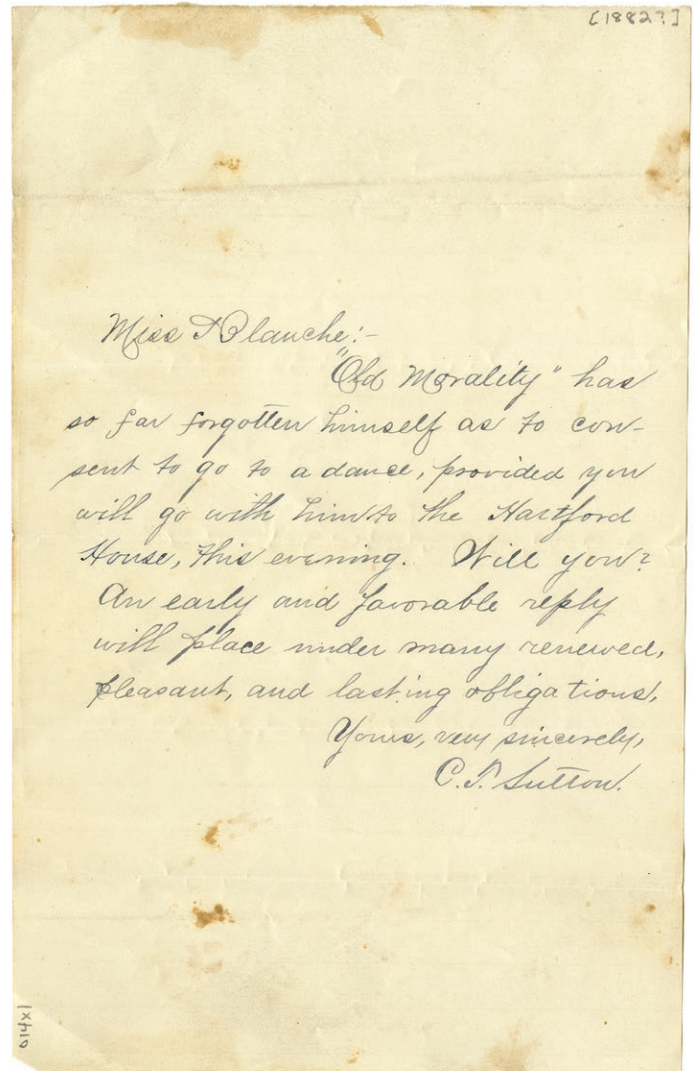 [1882?]
Miss Blanche:-
"Old Morality" has
so far forgotten himself as to con-
sent to go to a dance, provided you
will go with him to the Hartford
House, this evening. Will you?
An early and favorable reply
will place under many renewed,
pleasant, and lasting obligations,
Yours, very sincerely,
C. T. Sutton.